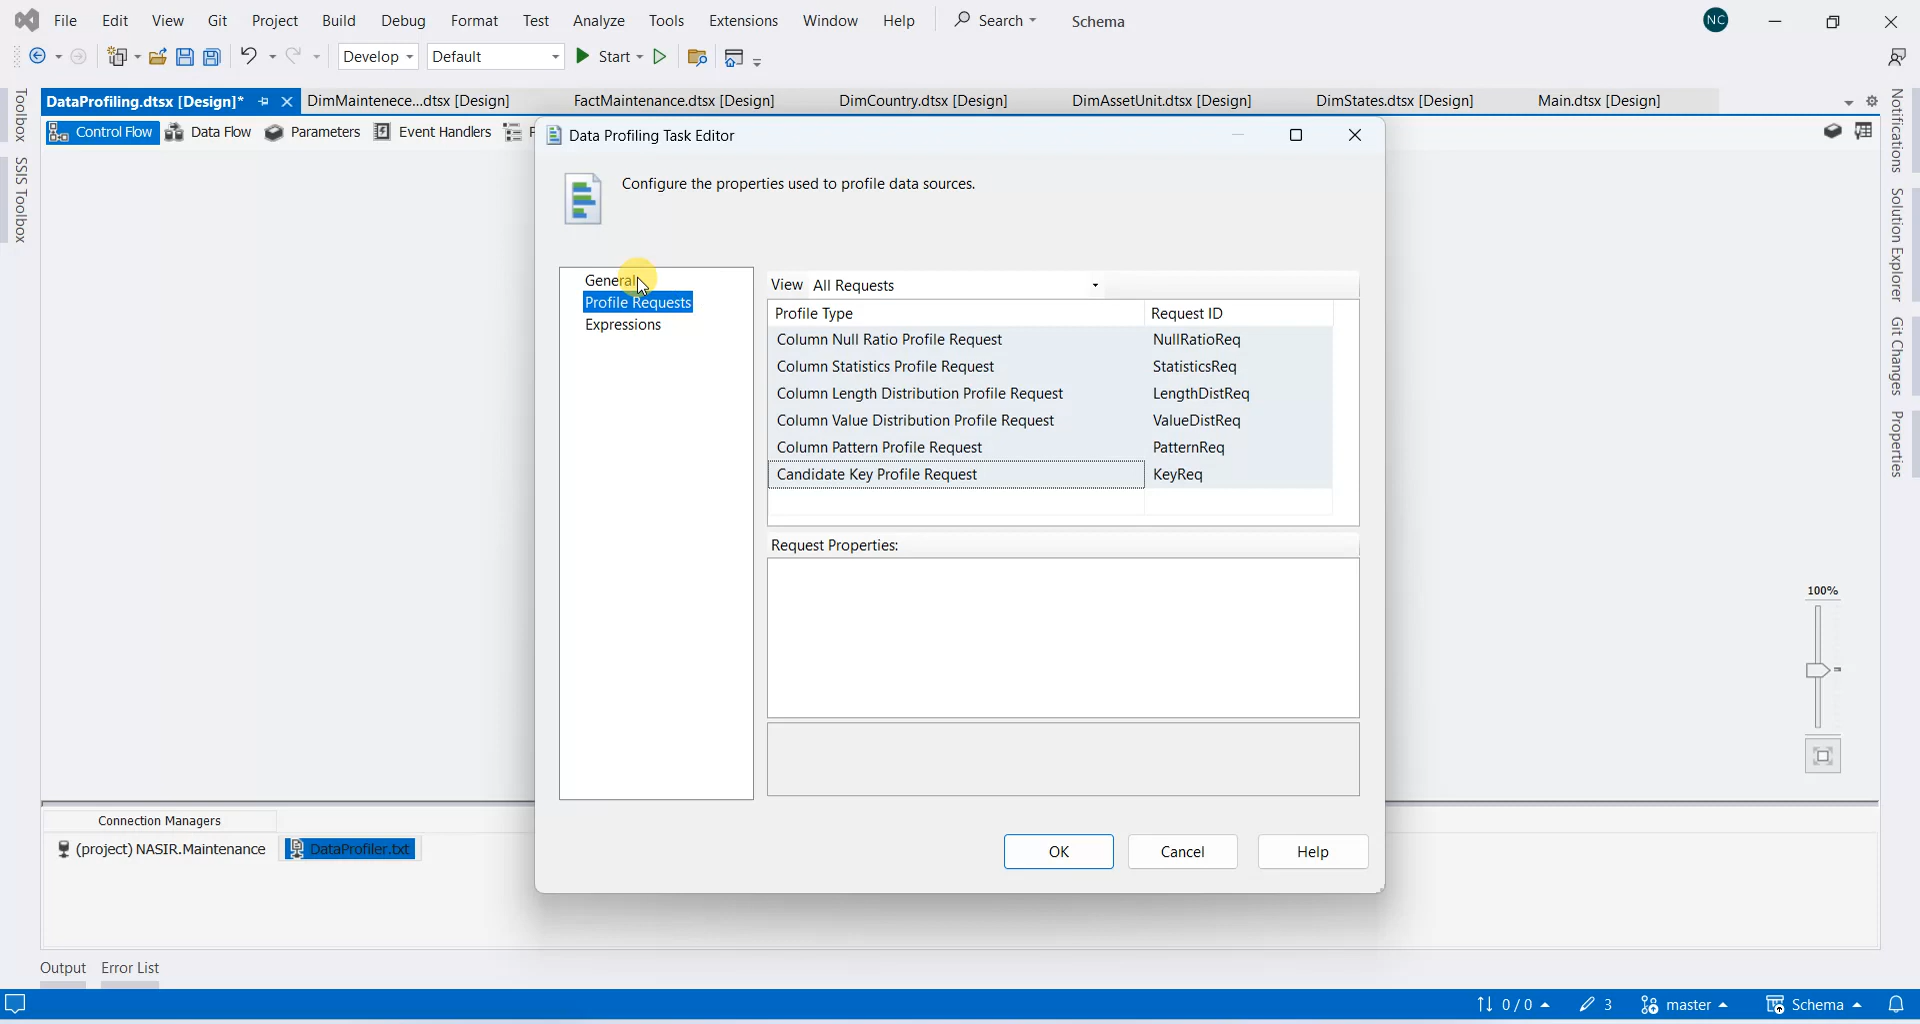 File Edit View Git Project Build Debug Format Test Analyze Tools Extensions Window Help Search Schema NC
Develop Default Start
DataProfiling.dtsx [Design]* DimMaintenece...dtsx [Design] FactMaintenance.dtsx [Design] DimCountry.dtsx [Design] DimAssetUnit.dtsx [Design] DimStates.dtsx [Design] Main.dtsx [Design]
Control Flow Data Flow Parameters Event Handlers
Toolbox
SSIS Toolbox
Data Profiling Task Editor
Configure the properties used to profile data sources.
General
Profile Requests
Expressions
View All Requests
Profile Type Request ID
Column Null Ratio Profile Request NullRatioReq
Column Statistics Profile Request StatisticsReq
Column Length Distribution Profile Request LengthDistReq
Column Value Distribution Profile Request ValueDistReq
Column Pattern Profile Request PatternReq
Candidate Key Profile Request KeyReq
Request Properties:
OK Cancel Help
Notifications
Solution Explorer
Git Changes
Properties
100%
Connection Managers
(project) NASIR.Maintenance DataProfiler.txt
Output Error List
0 / 0 3 master Schema